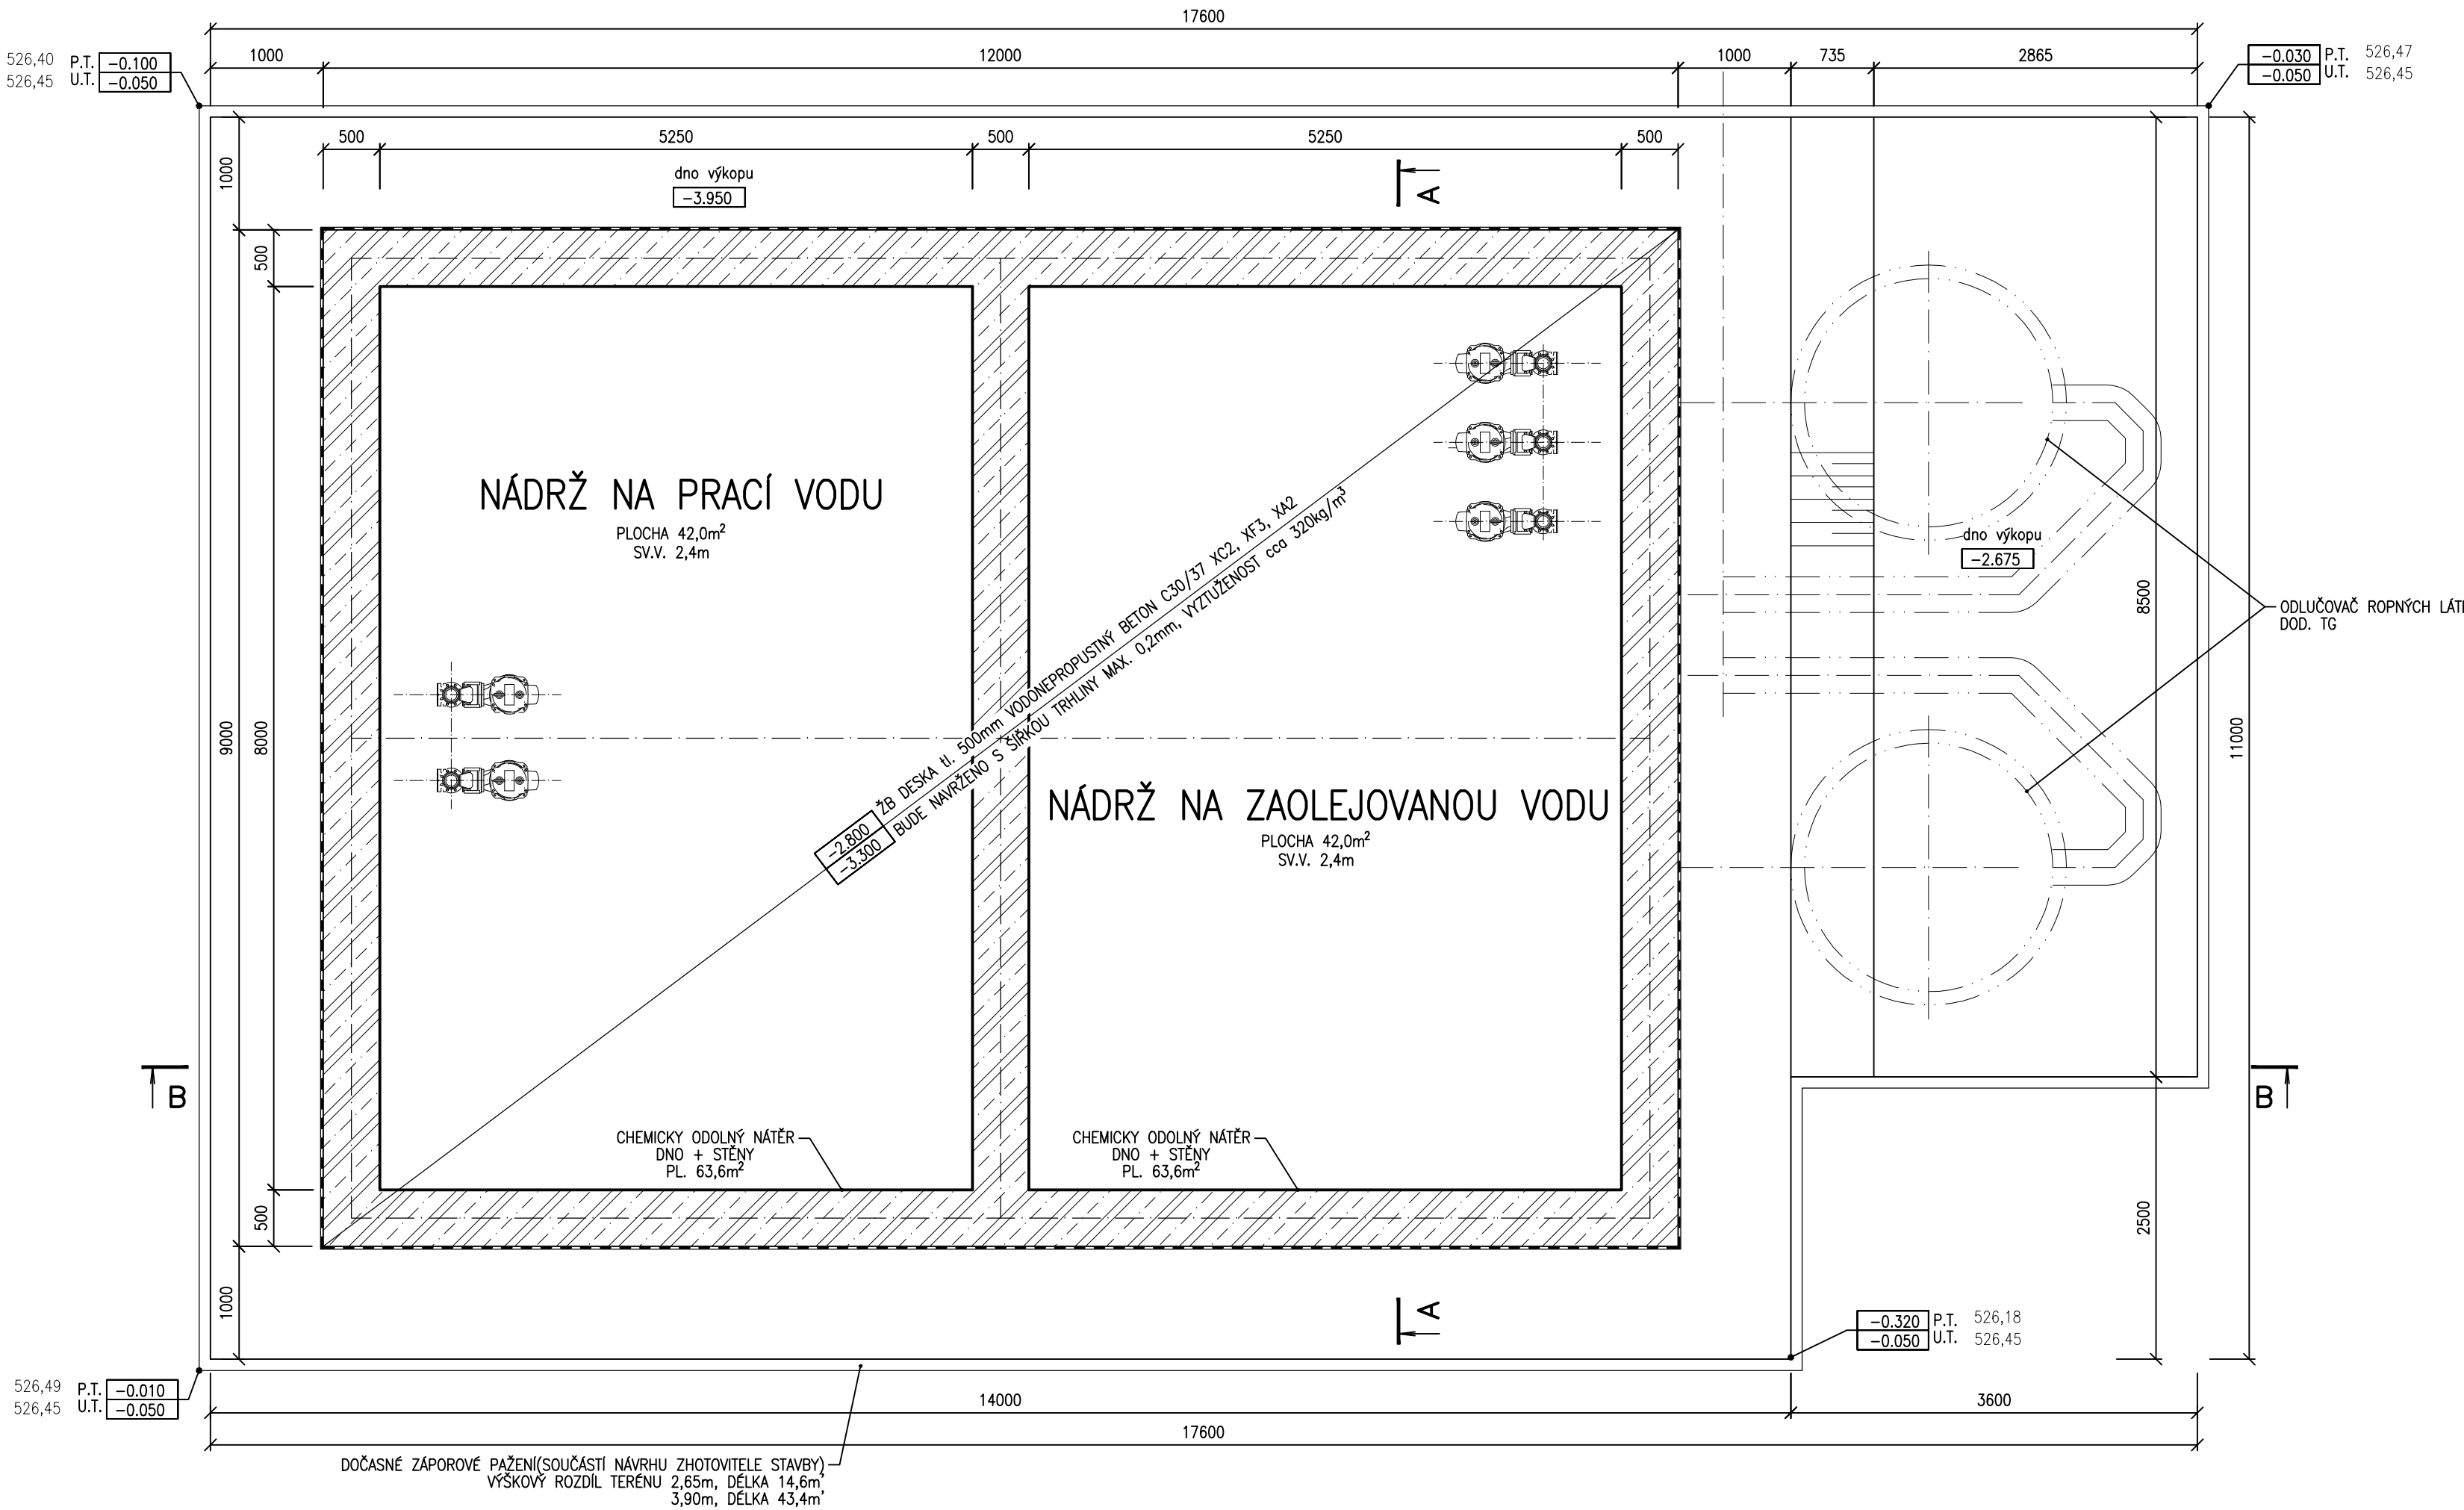 17600
1000
12000
1000
735
2865
526,40 P.T. -0.100
526,45 U.T. -0.050
-0.030 P.T. 526,47
-0.050 U.T. 526,45
500
5250
500
5250
500
dno výkopu
-3.950
A
1000
500
9000
8000
500
1000
NÁDRŽ NA PRACÍ VODU
PLOCHA 42,0m²
SV.V. 2,4m
ŽB DESKA tl. 500mm VODONEPROPUSTNÝ BETON C30/37 XC2, XF3, XA2
BUDE NAVRŽENO S ŠÍŘKOU TRHLINY MAX. 0,2mm, VYZTUŽENOST cca 320kg/m³
-2.800
-3.300
NÁDRŽ NA ZAOLEJOVANOU VODU
PLOCHA 42,0m²
SV.V. 2,4m
dno výkopu
-2.675
8500
11000
2500
ODLUČOVAČ ROPNÝCH LÁT
DOD. TG
B
B
CHEMICKY ODOLNÝ NÁTĚR
DNO + STĚNY
PL. 63,6m²
CHEMICKY ODOLNÝ NÁTĚR
DNO + STĚNY
PL. 63,6m²
A
-0.320 P.T. 526,18
-0.050 U.T. 526,45
526,49 P.T. -0.010
526,45 U.T. -0.050
14000
3600
17600
DOČASNÉ ZÁPOROVÉ PAŽENÍ(SOUČÁSTÍ NÁVRHU ZHOTOVITELE STAVBY)
VÝŠKOVÝ ROZDÍL TERÉNU 2,65m, DÉLKA 14,6m'
3,90m, DÉLKA 43,4m'